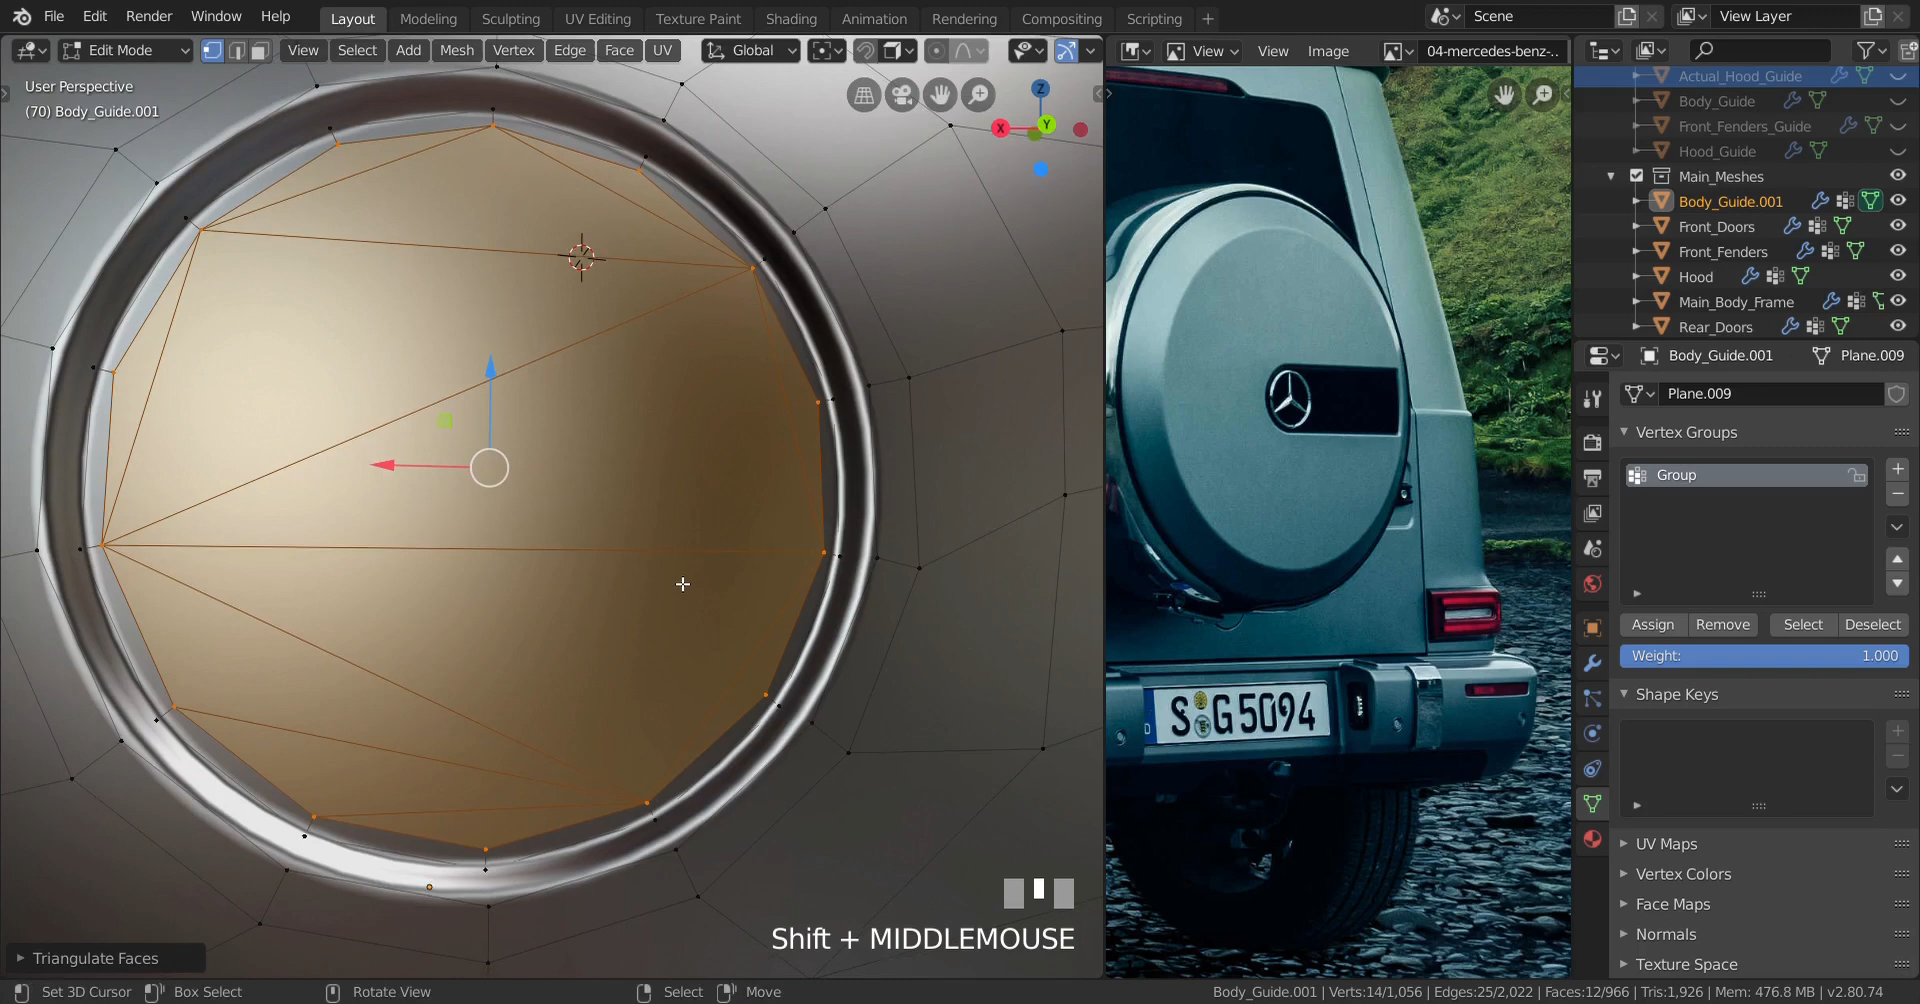 File Edit Render Window Help Layout Modeling Sculpting UV Editing Texture Paint Shading Animation Rendering Compositing Scripting + Scene View Layer
Edit Mode View Select Add Mesh Vertex Edge Face UV Global View View Image 04-mercedes-benz-..
User Perspective
(70) Body_Guide.001
Z
X
Y
Actual_Hood_Guide
Body_Guide
Front_Fenders_Guide
Hood_Guide
Main_Meshes
Body_Guide.001
Front_Doors
Front_Fenders
Hood
Main_Body_Frame
Rear_Doors
Body_Guide.001 Plane.009
Plane.009
Vertex Groups
Group
Assign Remove Select Deselect
Weight: 1.000
Shape Keys
UV Maps
Vertex Colors
Face Maps
Normals
Texture Space
D S G 5094
Shift + MIDDLEMOUSE
Triangulate Faces
Set 3D Cursor Box Select Rotate View Select Move Body_Guide.001 | Verts:14/1,056 | Edges:25/2,022 | Faces:12/966 | Tris:1,926 | Mem: 476.8 MB | v2.80.74